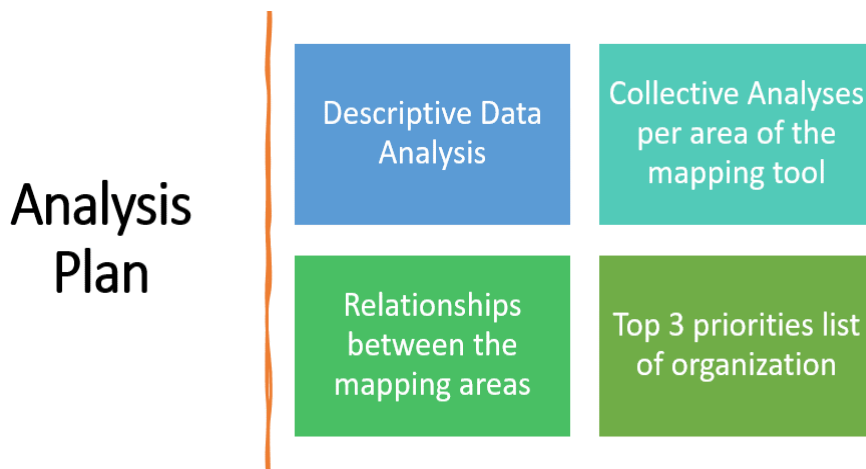 Analysis
Plan
Descriptive Data
Analysis
Collective Analyses
per area of the
mapping tool
Relationships
between the
mapping areas
Top 3 priorities list
of organization